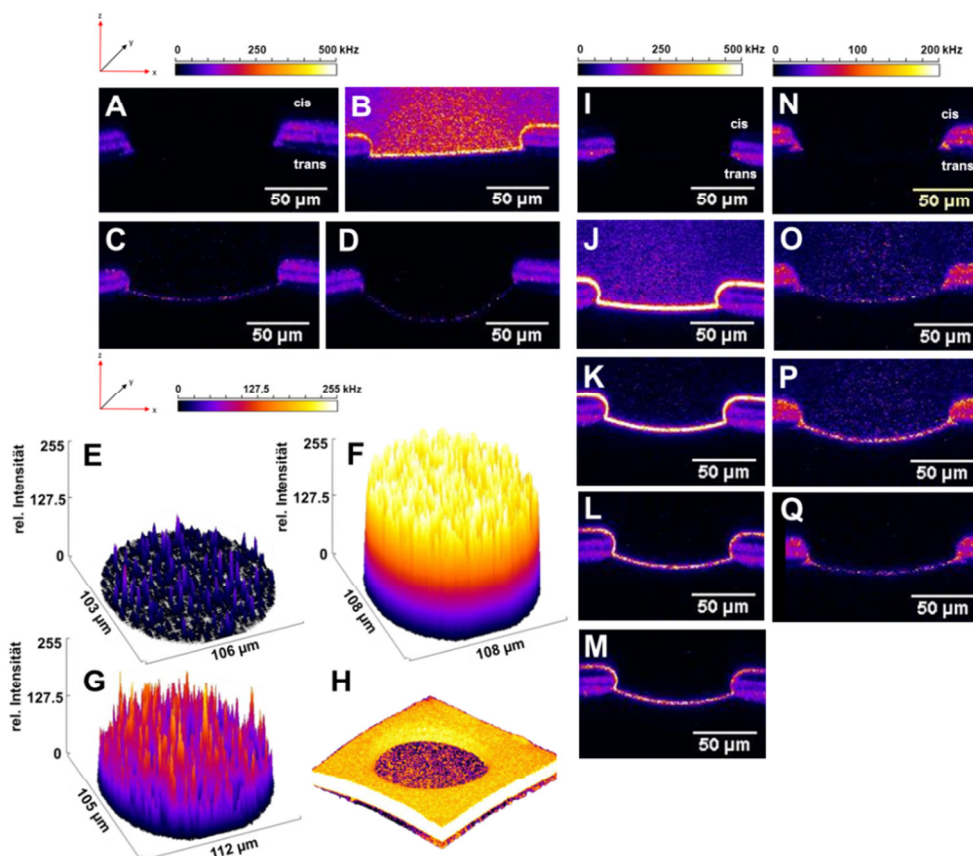 z
y
x
0 250 500 kHz
0 250 500 kHz
0 100 200 kHz
A
cis
trans
50 µm
B
50 µm
I
cis
trans
50 µm
N
cis
trans
50 µm
C
50 µm
D
50 µm
J
50 µm
O
50 µm
z
y
x
0 127.5 255 kHz
K
50 µm
P
50 µm
E
rel. Intensität
255
127.5
0
103 µm
106 µm
F
rel. Intensität
255
127.5
0
108 µm
108 µm
L
50 µm
Q
50 µm
G
rel. Intensität
255
127.5
0
105 µm
112 µm
H
M
50 µm